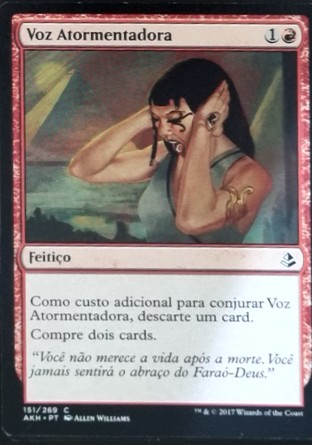 Voz Atormentadora 1
Feitiço
Como custo adicional para conjurar Voz
Atormentadora, descarte um card.
Compre dois cards.
"Você não merece a vida após a morte. Você
jamais sentirá o abraço do Faraó-Deus."
151/269 C
AKH • PT Allen Williams
™ & © 2017 Wizards of the Coast